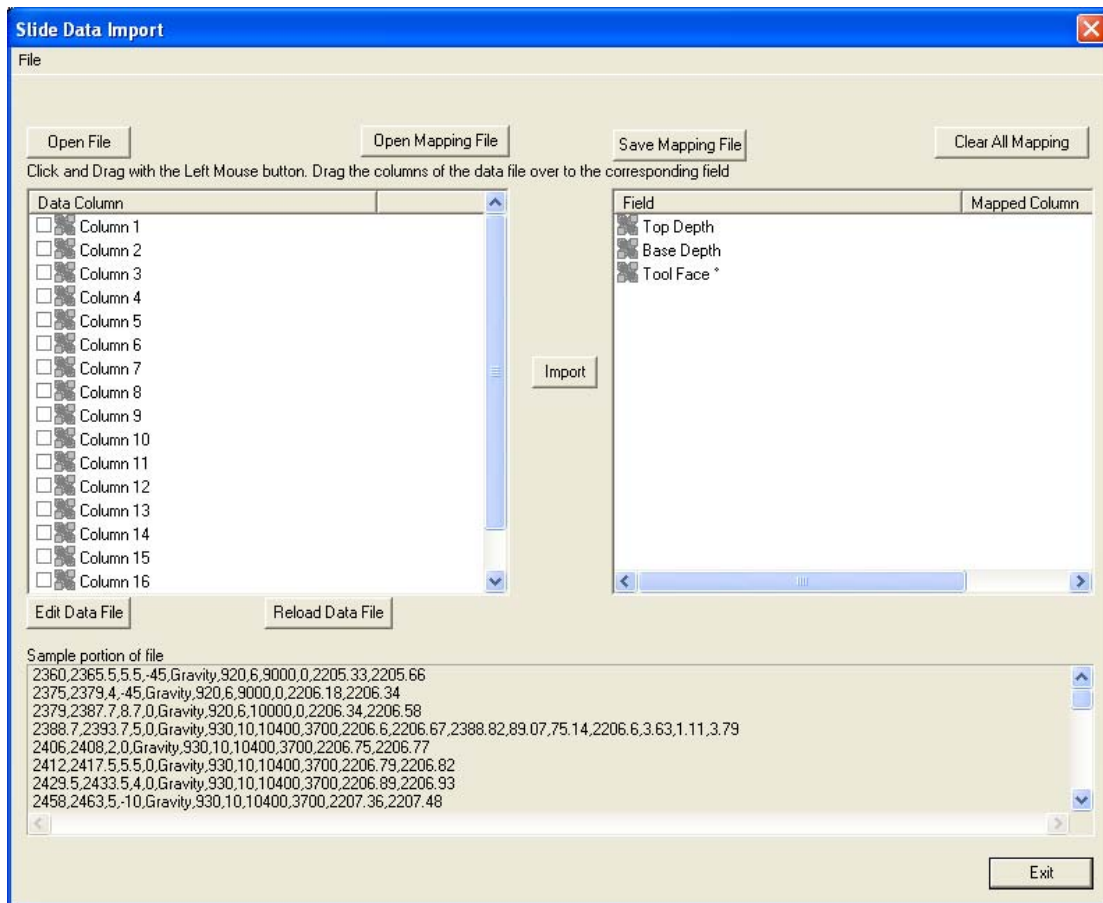 Slide Data Import
File
Open File
Open Mapping File
Save Mapping File
Clear All Mapping
Click and Drag with the Left Mouse button. Drag the columns of the data file over to the corresponding field
Data Column
Column 1
Column 2
Column 3
Column 4
Column 5
Column 6
Column 7
Column 8
Column 9
Column 10
Column 11
Column 12
Column 13
Column 14
Column 15
Column 16
Import
Field Mapped Column
Top Depth
Base Depth
Tool Face °
Edit Data File
Reload Data File
Sample portion of file
2360,2365.5,5.5,-45,Gravity,920,6,9000,0,2205.33,2205.66
2375,2379,4,-45,Gravity,920,6,9000,0,2206.18,2206.34
2379,2387.7,8.7,0,Gravity,920,6,10000,0,2206.34,2206.58
2388.7,2393.7,5,0,Gravity,930,10,10400,3700,2206.6,2206.67,2388.82,89.07,75.14,2206.6,3.63,1.11,3.79
2406,2408,2,0,Gravity,930,10,10400,3700,2206.75,2206.77
2412,2417.5,5.5,0,Gravity,930,10,10400,3700,2206.79,2206.82
2429.5,2433.5,4,0,Gravity,930,10,10400,3700,2206.89,2206.93
2458,2463,5,-10,Gravity,930,10,10400,3700,2207.36,2207.48
Exit